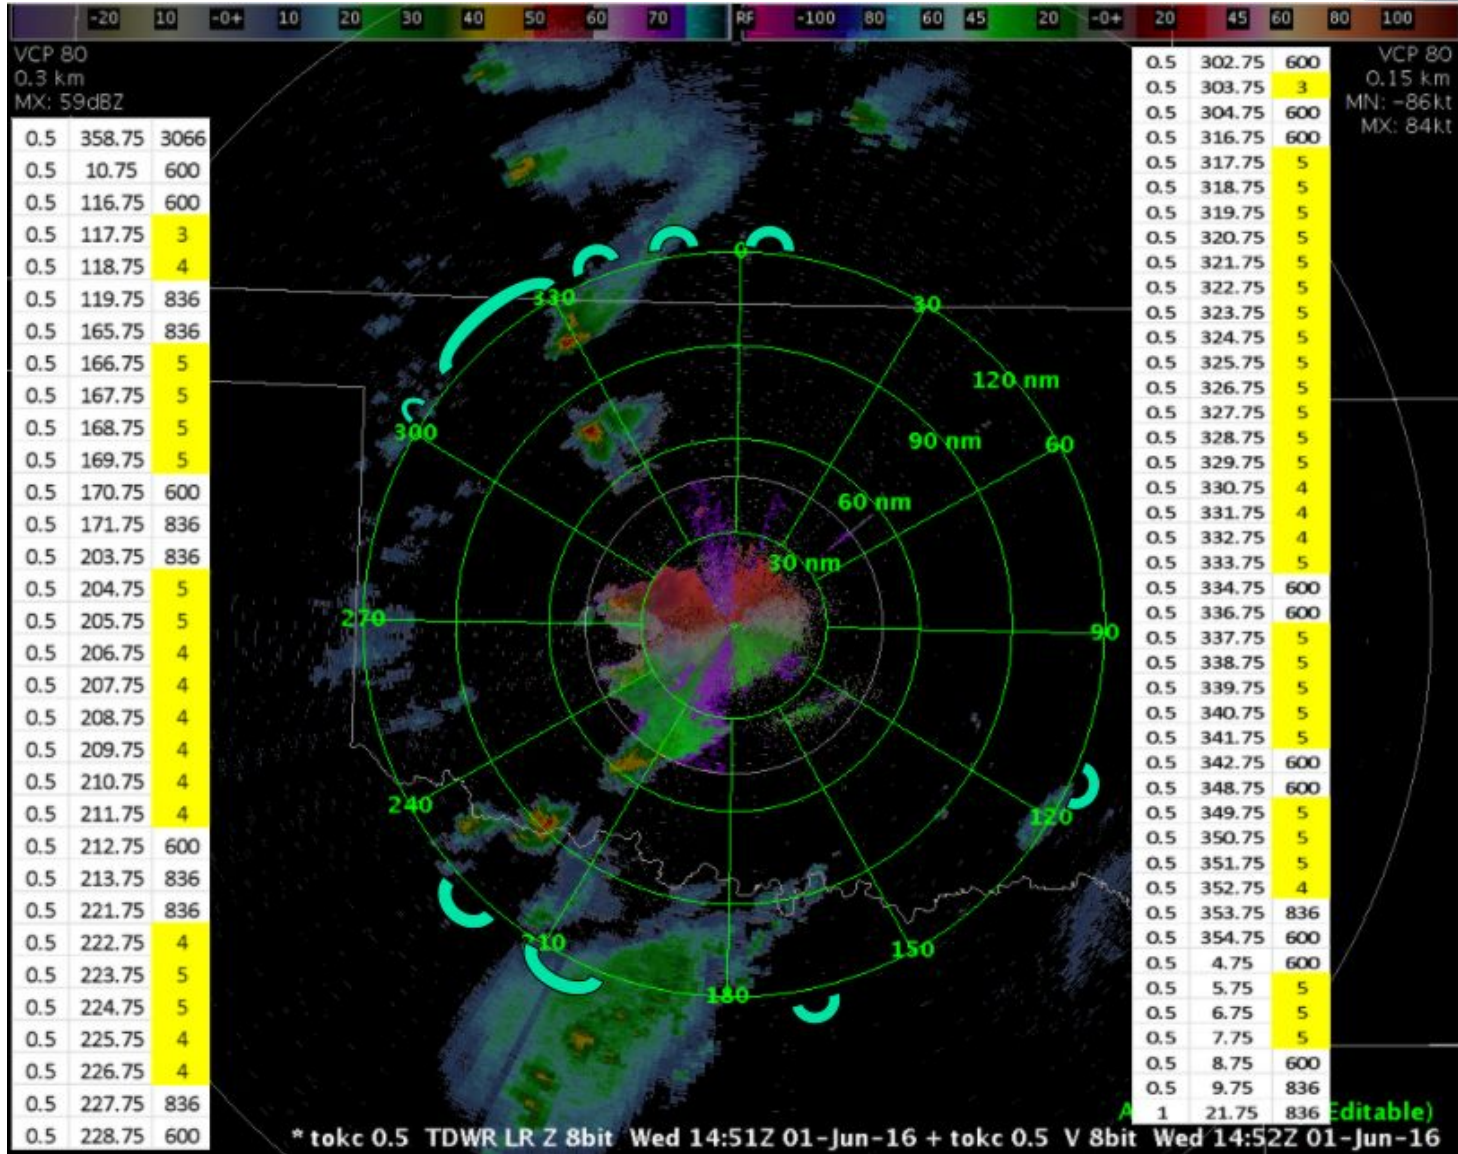 -20 10 -0+ 10 20 30 40 50 60 70 RF -100 80- 60 45 20 -0+ 20 45 60 80 100
VCP 80
0.3 km
MX: 59dBZ
VCP 80
0.15 km
MN: -86kt
MX: 84kt
0.5 358.75 3066
0.5 10.75 600
0.5 116.75 600
0.5 117.75 3
0.5 118.75 4
0.5 119.75 836
0.5 165.75 836
0.5 166.75 5
0.5 167.75 5
0.5 168.75 5
0.5 169.75 5
0.5 170.75 600
0.5 171.75 836
0.5 203.75 836
0.5 204.75 5
0.5 205.75 5
0.5 206.75 4
0.5 207.75 4
0.5 208.75 4
0.5 209.75 4
0.5 210.75 4
0.5 211.75 4
0.5 212.75 600
0.5 213.75 836
0.5 221.75 836
0.5 222.75 4
0.5 223.75 5
0.5 224.75 5
0.5 225.75 4
0.5 226.75 4
0.5 227.75 836
0.5 228.75 600
0
30
60
90
120
150
180
210
240
270
300
330
120 nm
90 nm
60 nm
30 nm
0.5 302.75 600
0.5 303.75 3
0.5 304.75 600
0.5 316.75 600
0.5 317.75 5
0.5 318.75 5
0.5 319.75 5
0.5 320.75 5
0.5 321.75 5
0.5 322.75 5
0.5 323.75 5
0.5 324.75 5
0.5 325.75 5
0.5 326.75 5
0.5 327.75 5
0.5 328.75 5
0.5 329.75 5
0.5 330.75 4
0.5 331.75 4
0.5 332.75 4
0.5 333.75 5
0.5 334.75 600
0.5 336.75 600
0.5 337.75 5
0.5 338.75 5
0.5 339.75 5
0.5 340.75 5
0.5 341.75 5
0.5 342.75 600
0.5 348.75 600
0.5 349.75 5
0.5 350.75 5
0.5 351.75 5
0.5 352.75 4
0.5 353.75 836
0.5 354.75 600
0.5 4.75 600
0.5 5.75 5
0.5 6.75 5
0.5 7.75 5
0.5 8.75 600
0.5 9.75 836
1 21.75 836
Editable)
* tokc 0.5 TDWR LR Z 8bit Wed 14:51Z 01-Jun-16 + tokc 0.5 V 8bit Wed 14:52Z 01-Jun-16